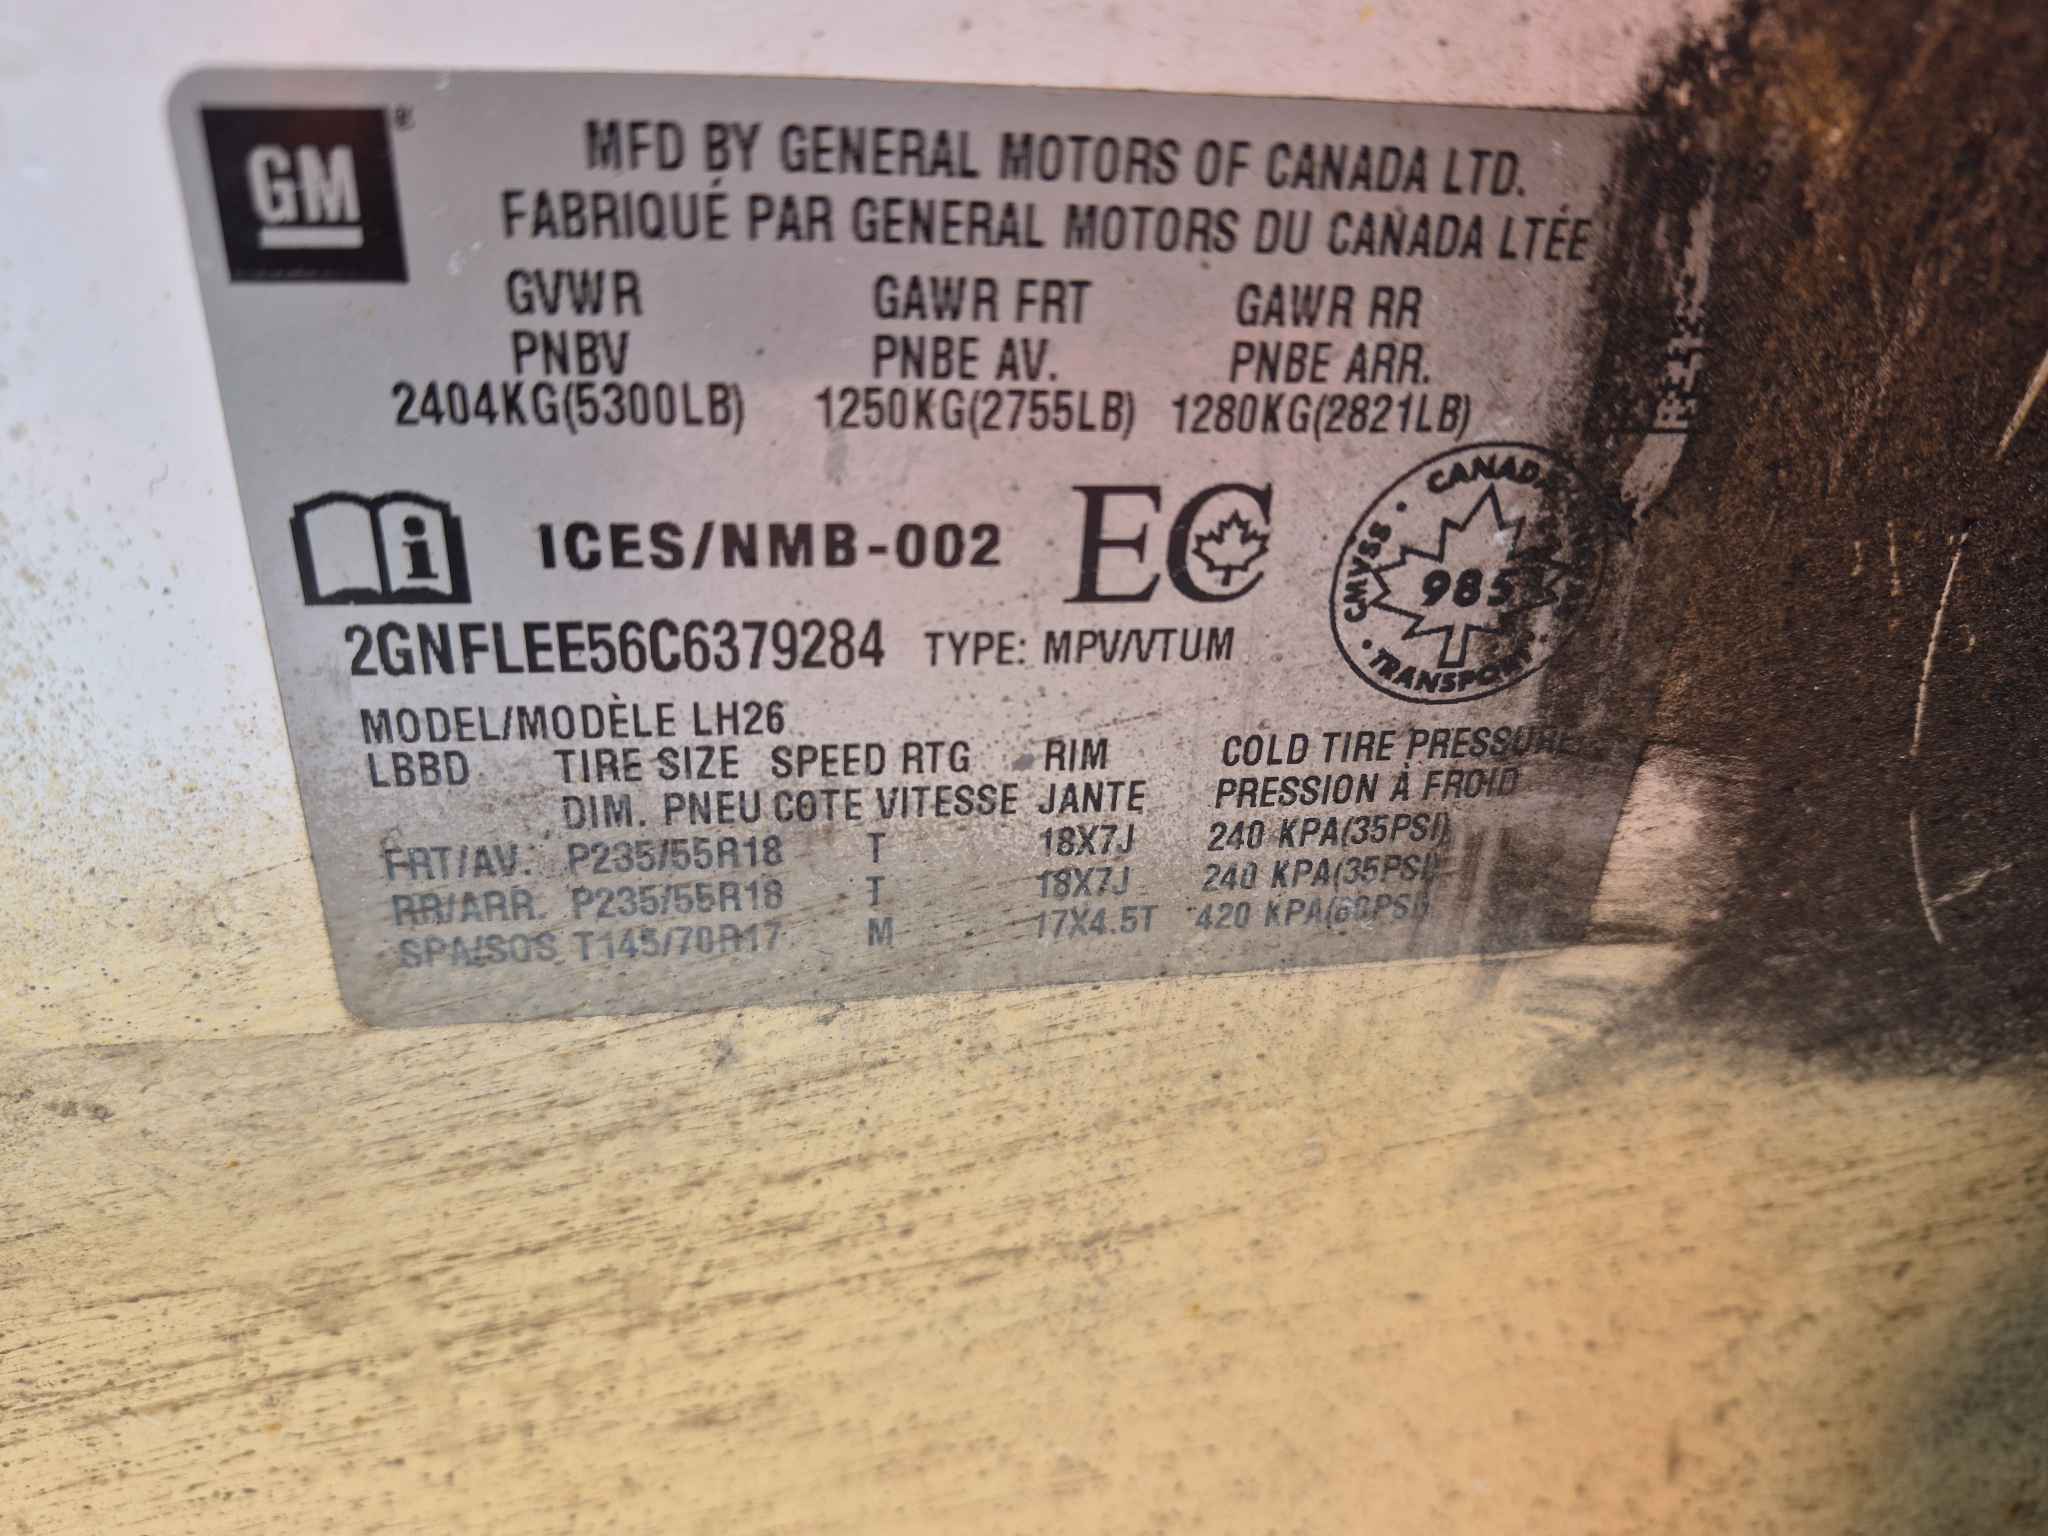 GM ®
MFD BY GENERAL MOTORS OF CANADA LTD.
FABRIQUÉ PAR GENERAL MOTORS DU CANADA LTÉE
GVWR GAWR FRT GAWR RR
PNBV PNBE AV. PNBE ARR.
2404KG(5300LB) 1250KG(2755LB) 1280KG(2821LB)
i ICES/NMB-002 EC
CANADA
CMVSS 985
TRANSPORT
2GNFLEE56C6379284 TYPE: MPV/VTUM
MODEL/MODÈLE LH26
LBBD TIRE SIZE SPEED RTG RIM COLD TIRE PRESSURE
DIM. PNEU COTE VITESSE JANTE PRESSION À FROID
FRT/AV. P235/55R18 T 18X7J 240 KPA(35PSI)
RR/ARR. P235/55R18 T 18X7J 240 KPA(35PSI)
SPA/SOS T145/70R17 M 17X4.5T 420 KPA(60PSI)